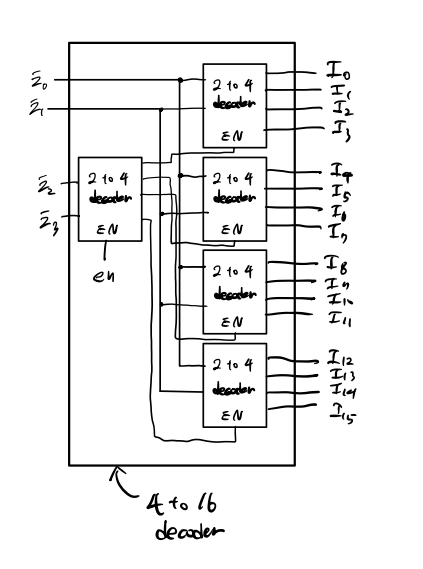 Z₀
Z₁
2 to 4
decoder
EN
I₀
I₁
I₂
I₃
Z₂
Z₃
2 to 4
decoder
EN
en
2 to 4
decoder
EN
I₄
I₅
I₆
I₇
2 to 4
decoder
EN
I₈
I₉
I₁₀
I₁₁
2 to 4
decoder
EN
I₁₂
I₁₃
I₁₄
I₁₅
4 to 16
decoder